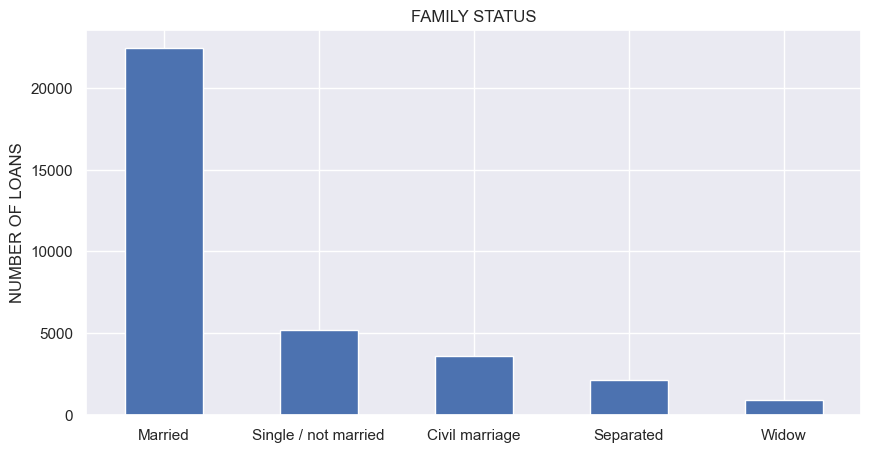 FAMILY STATUS
NUMBER OF LOANS
20000
15000
10000
5000
0
Married
Single / not married
Civil marriage
Separated
Widow